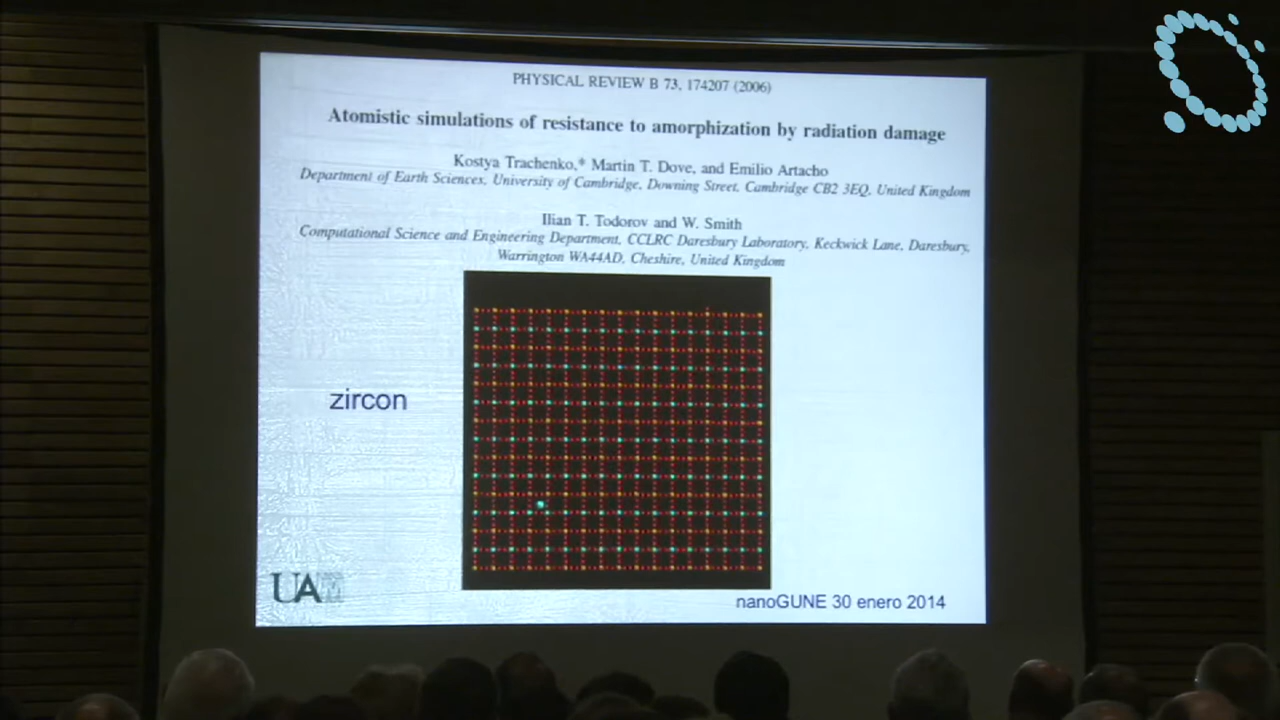 PHYSICAL REVIEW B 73, 174207 (2006)
Atomistic simulations of resistance to amorphization by radiation damage
Kostya Trachenko,* Martin T. Dove, and Emilio Artacho
Department of Earth Sciences, University of Cambridge, Downing Street, Cambridge CB2 3EQ, United Kingdom
Ilian T. Todorov and W. Smith
Computational Science and Engineering Department, CCLRC Daresbury Laboratory, Keckwick Lane, Daresbury,
Warrington WA44AD, Cheshire, United Kingdom
zircon
UAM
nanoGUNE 30 enero 2014